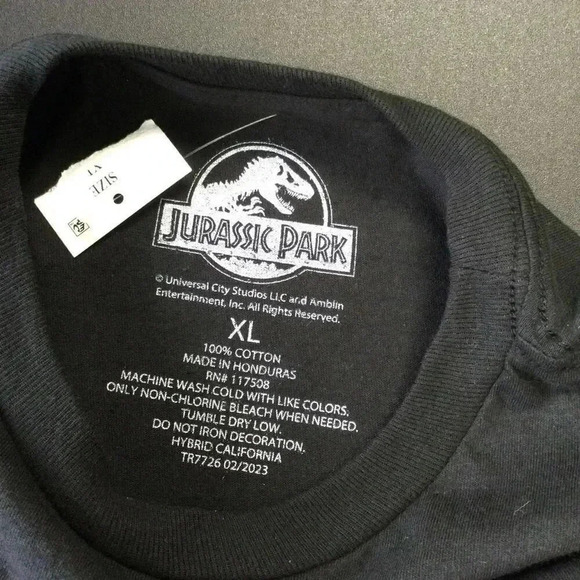 SIZE
JURASSIC PARK
© Universal City Studios LLC and Amblin
Entertainment, Inc. All Rights Reserved.
XL
100% COTTON
MADE IN HONDURAS
RN# 117508
MACHINE WASH COLD WITH LIKE COLORS.
ONLY NON-CHLORINE BLEACH WHEN NEEDED.
TUMBLE DRY LOW.
DO NOT IRON DECORATION.
HYBRID CALIFORNIA
TR7726 02/2023